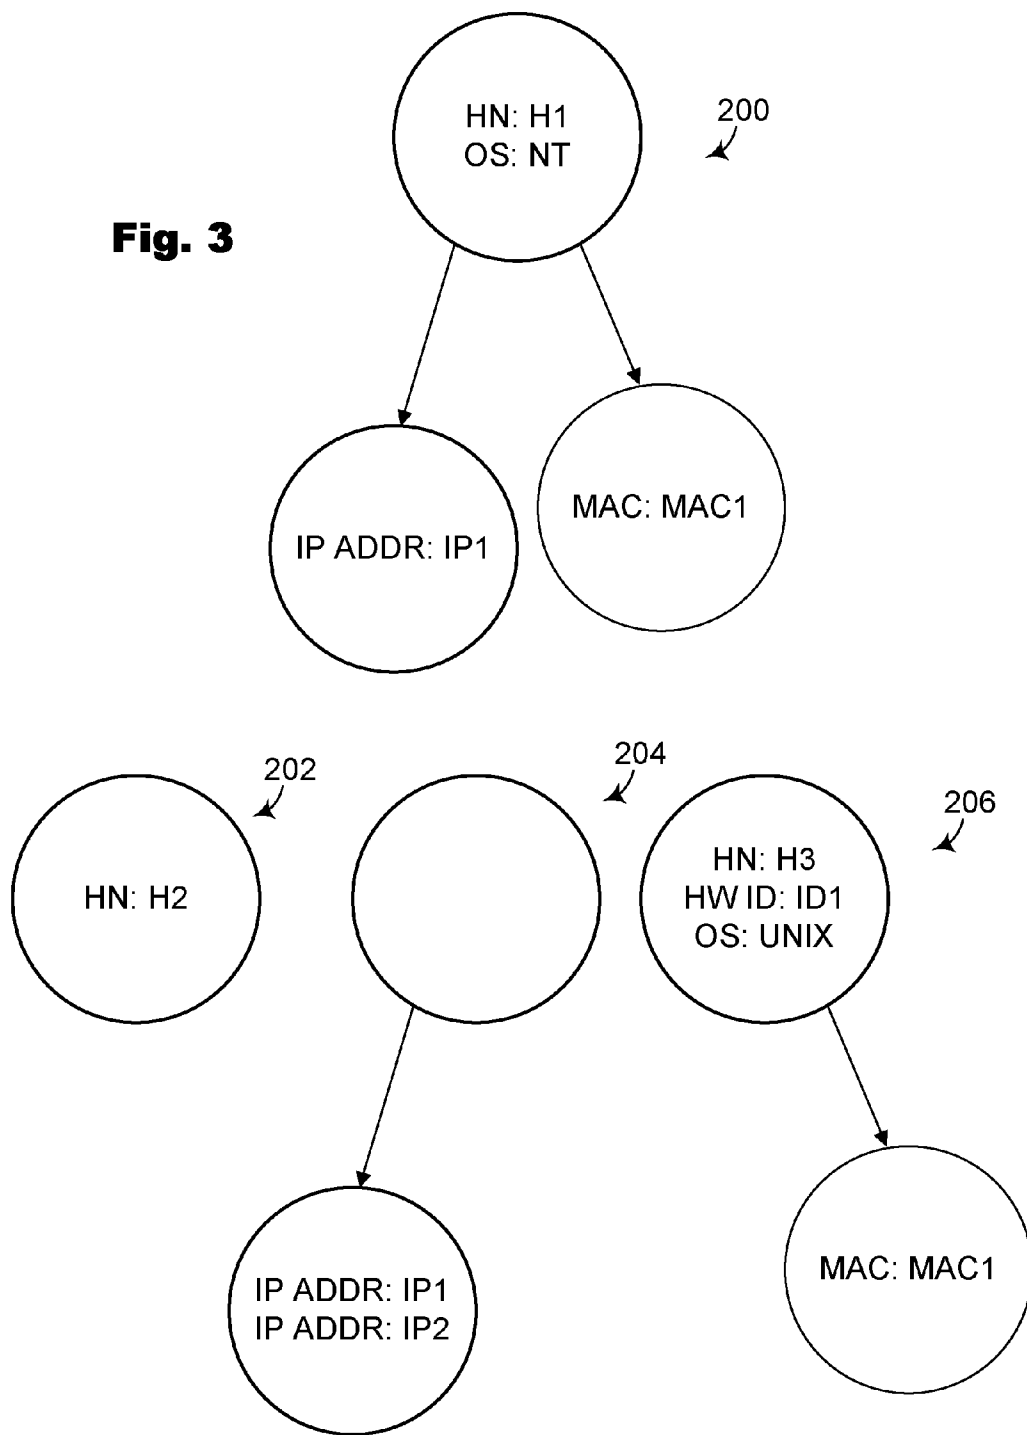 HN: H1
OS: NT
200
Fig. 3
IP ADDR: IP1
MAC: MAC1
202
204
206
HN: H2
HN: H3
HW ID: ID1
OS: UNIX
IP ADDR: IP1
IP ADDR: IP2
MAC: MAC1